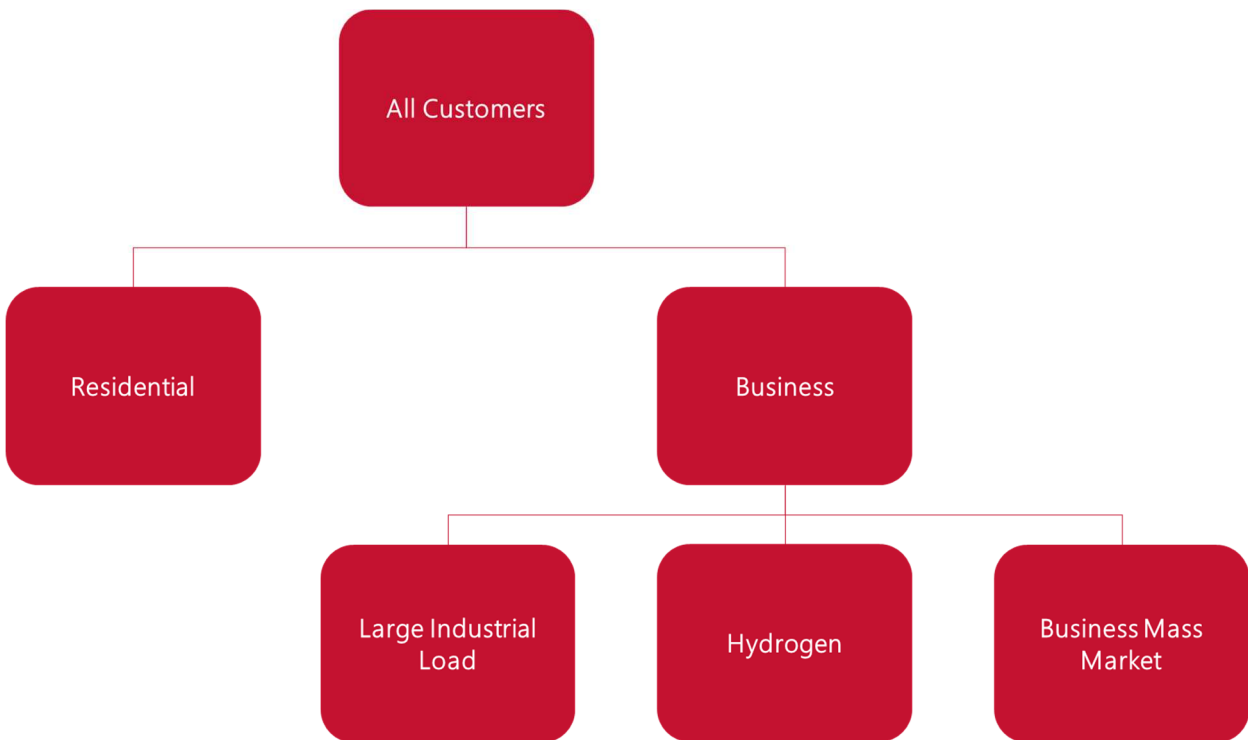 All Customers
Residential
Business
Large Industrial
Load
Hydrogen
Business Mass
Market